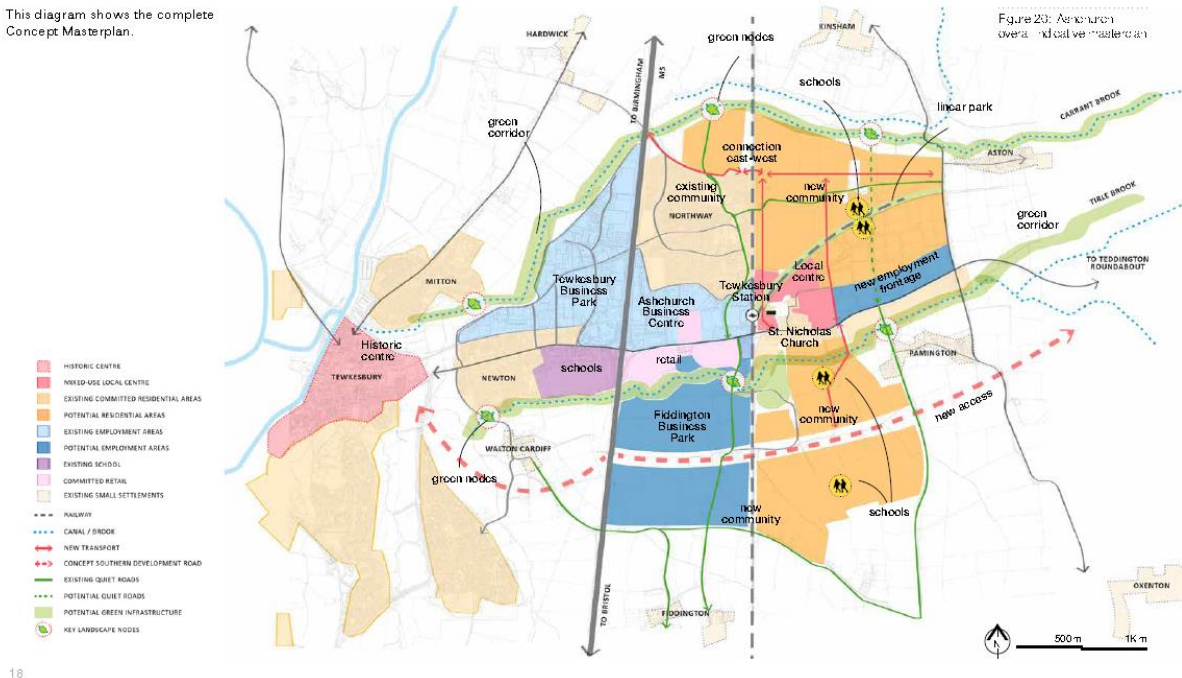 This diagram shows the complete
Concept Masterplan.
Figure 20: Ashchurch
overall indicative masterplan
HARDWICK
KINSHAM
green nodes
TO BIRMINGHAM
M5
schools
linear park
green
corridor
CARRANT BROOK
connection
east-west
ASTON
existing
community
new
community
NORTHWAY
TIRLE BROOK
green
corridor
MITTON
Tewkesbury
Business
Park
Ashchurch
Business
Centre
Tewkesbury
Station
Local
centre
new employment
frontage
TO TEDDINGTON
ROUNDABOUT
Historic
centre
TEWKESBURY
St. Nicholas
Church
PAMINGTON
NEWTON
schools
retail
new
community
new access
Fiddington
Business
Park
WALTON CARDIFF
green nodes
schools
new
community
TO BRISTOL
FIDDINGTON
OXENTON
HISTORIC CENTRE
MIXED-USE LOCAL CENTRE
EXISTING COMMITTED RESIDENTIAL AREAS
POTENTIAL RESIDENTIAL AREAS
EXISTING EMPLOYMENT AREAS
POTENTIAL EMPLOYMENT AREAS
EXISTING SCHOOL
COMMITTED RETAIL
EXISTING SMALL SETTLEMENTS
RAILWAY
CANAL / BROOK
NEW TRANSPORT
CONCEPT SOUTHERN DEVELOPMENT ROAD
EXISTING QUIET ROADS
POTENTIAL QUIET ROADS
POTENTIAL GREEN INFRASTRUCTURE
KEY LANDSCAPE NODES
N
500m 1Km
18